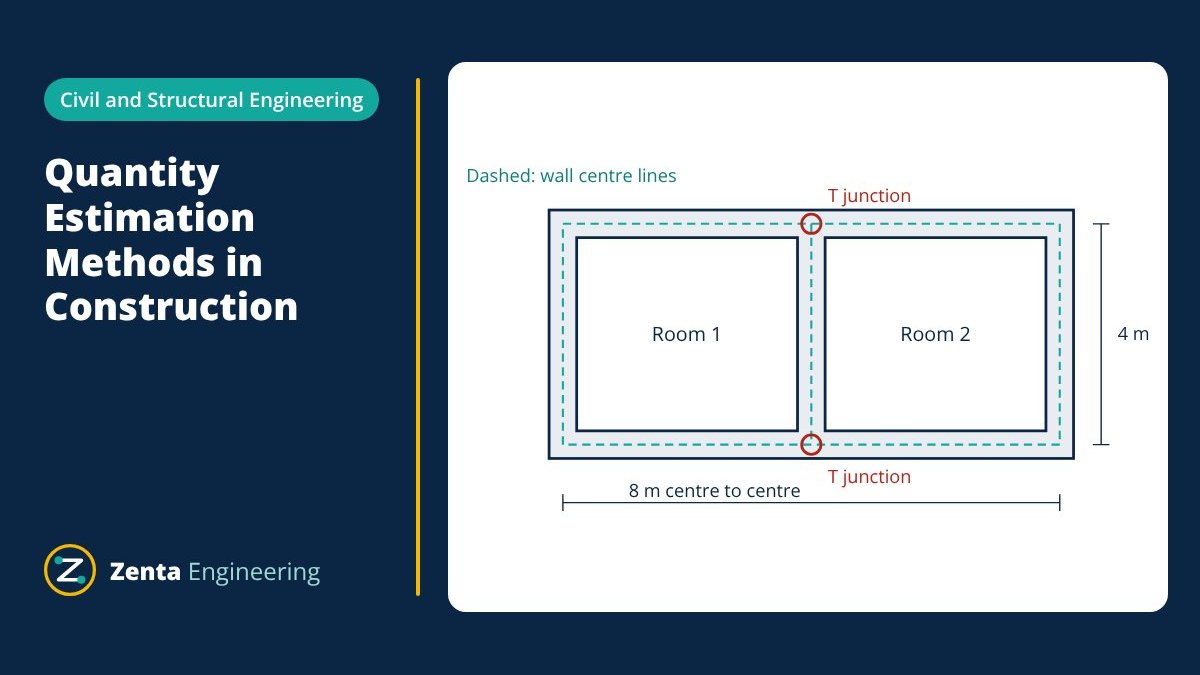 Civil and Structural Engineering
Quantity
Estimation
Methods in
Construction
Zenta Engineering
Dashed: wall centre lines
T junction
Room 1
Room 2
4 m
T junction
8 m centre to centre